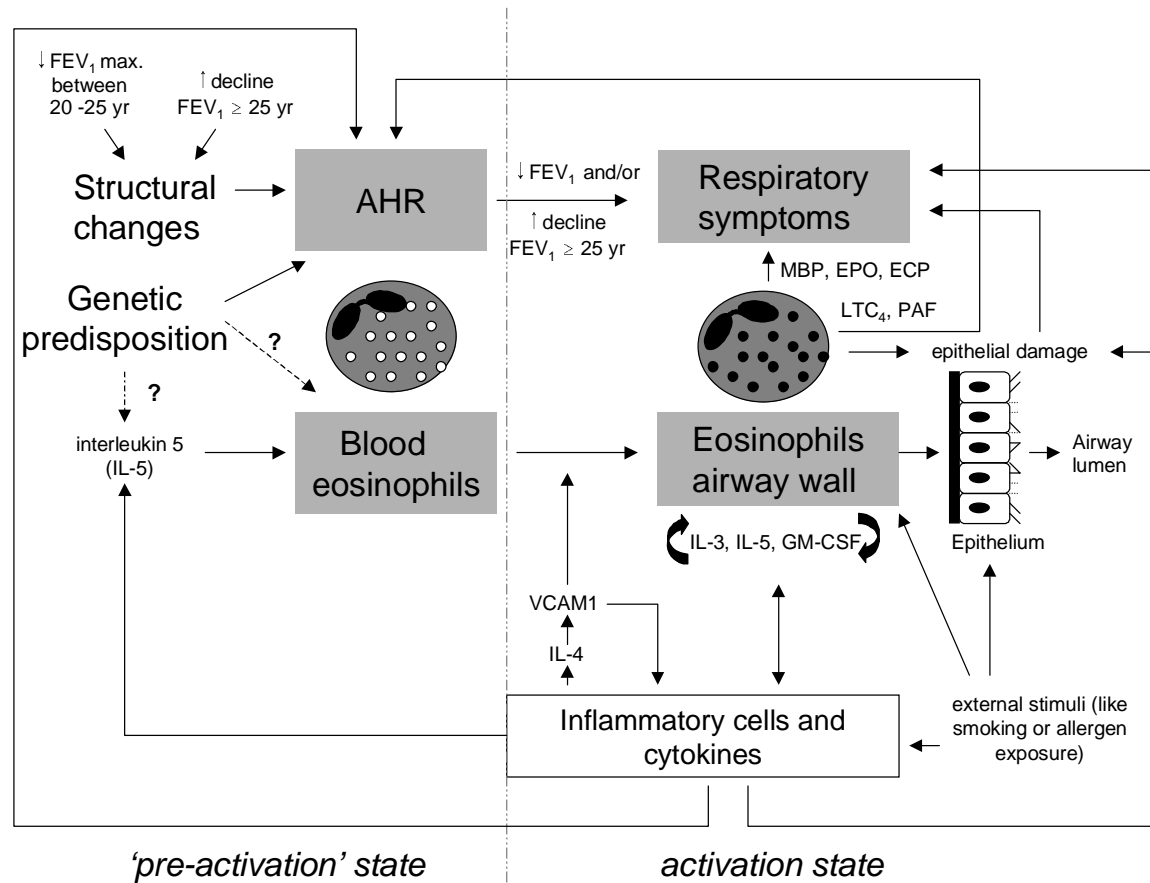 ↓ FEV₁ max.
between
20 -25 yr
↑ decline
FEV₁ ≥ 25 yr
Structural
changes
AHR
↓ FEV₁ and/or
↑ decline
FEV₁ ≥ 25 yr
Respiratory
symptoms
MBP, EPO, ECP
LTC₄, PAF
Genetic
predisposition
?
?
epithelial damage
interleukin 5
(IL-5)
Blood
eosinophils
Eosinophils
airway wall
Airway
lumen
IL-3, IL-5, GM-CSF
Epithelium
VCAM1
IL-4
Inflammatory cells and
cytokines
external stimuli (like
smoking or allergen
exposure)
‘pre-activation’ state
activation state